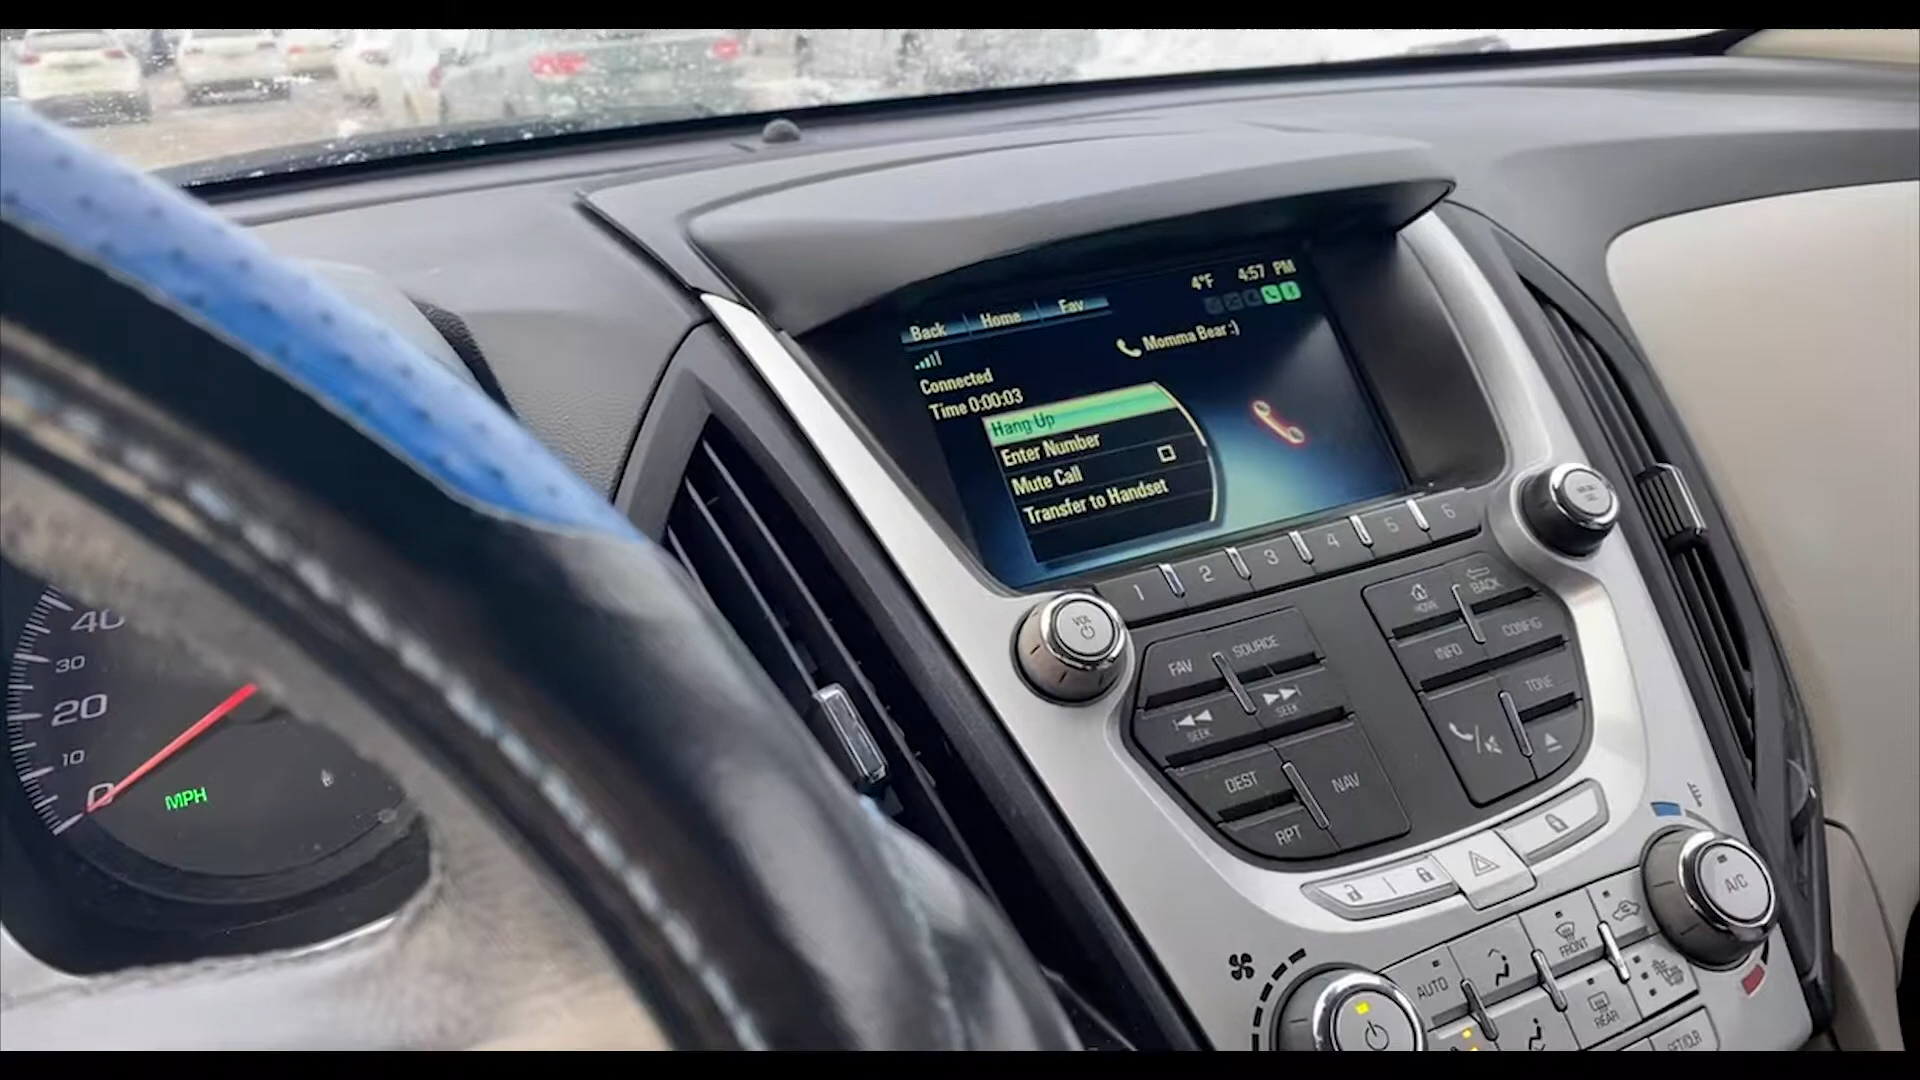 4°F 4:57 PM
Back Home Fav
Momma Bear :)
Connected
Time 0:00:03
Hang Up
Enter Number
Mute Call
Transfer to Handset
1 2 3 4 5 6
VOL
HOME BACK
FAV SOURCE
INFO CONFIG
SEEK SEEK
TONE
DEST NAV
RPT
40
30
20
10
0
MPH
A/C
AUTO FRONT
REAR